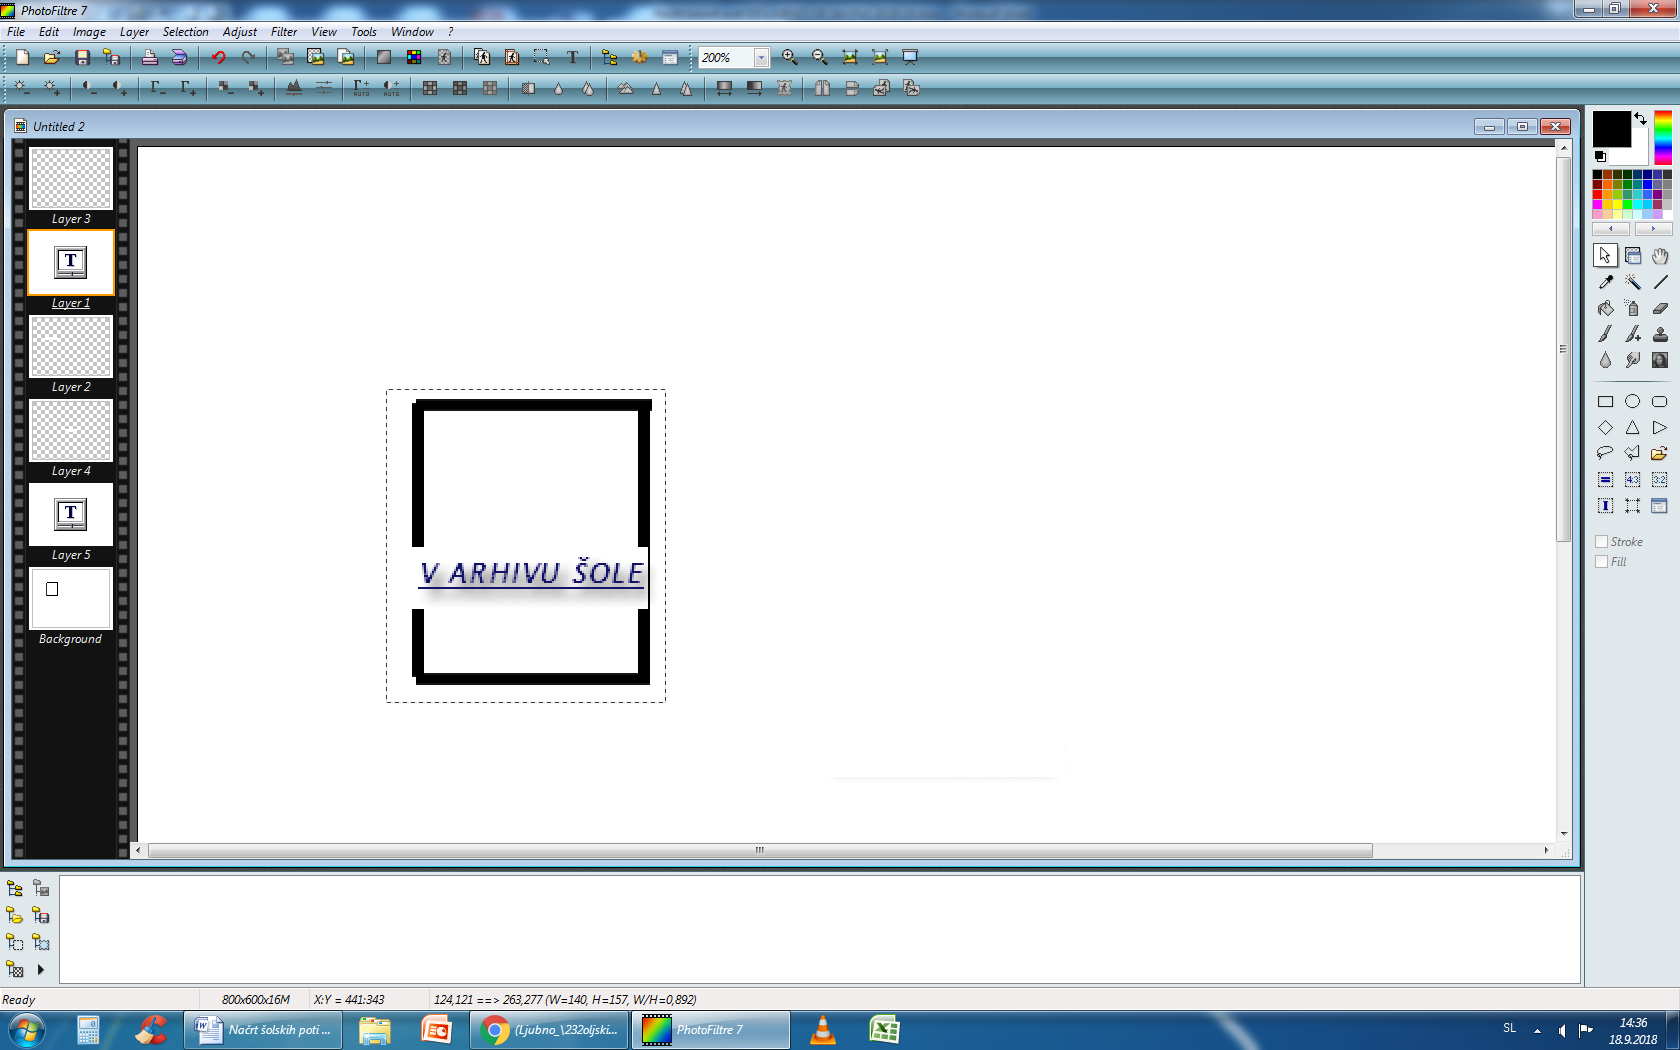 PhotoFiltre 7
File Edit Image Layer Selection Adjust Filter View Tools Window ?
200%
Untitled 2
Layer 3
Layer 1
Layer 2
Layer 4
Layer 5
Background
V ARHIVU ŠOLE
Stroke
Fill
Ready 800x600x16M X:Y = 441:343 124,121 ==> 263,277 (W=140, H=157, W/H=0,892)
Načrt šolskih poti ... (Ljubno_\232oljski... PhotoFiltre 7 SL 14:36
18.9.2018